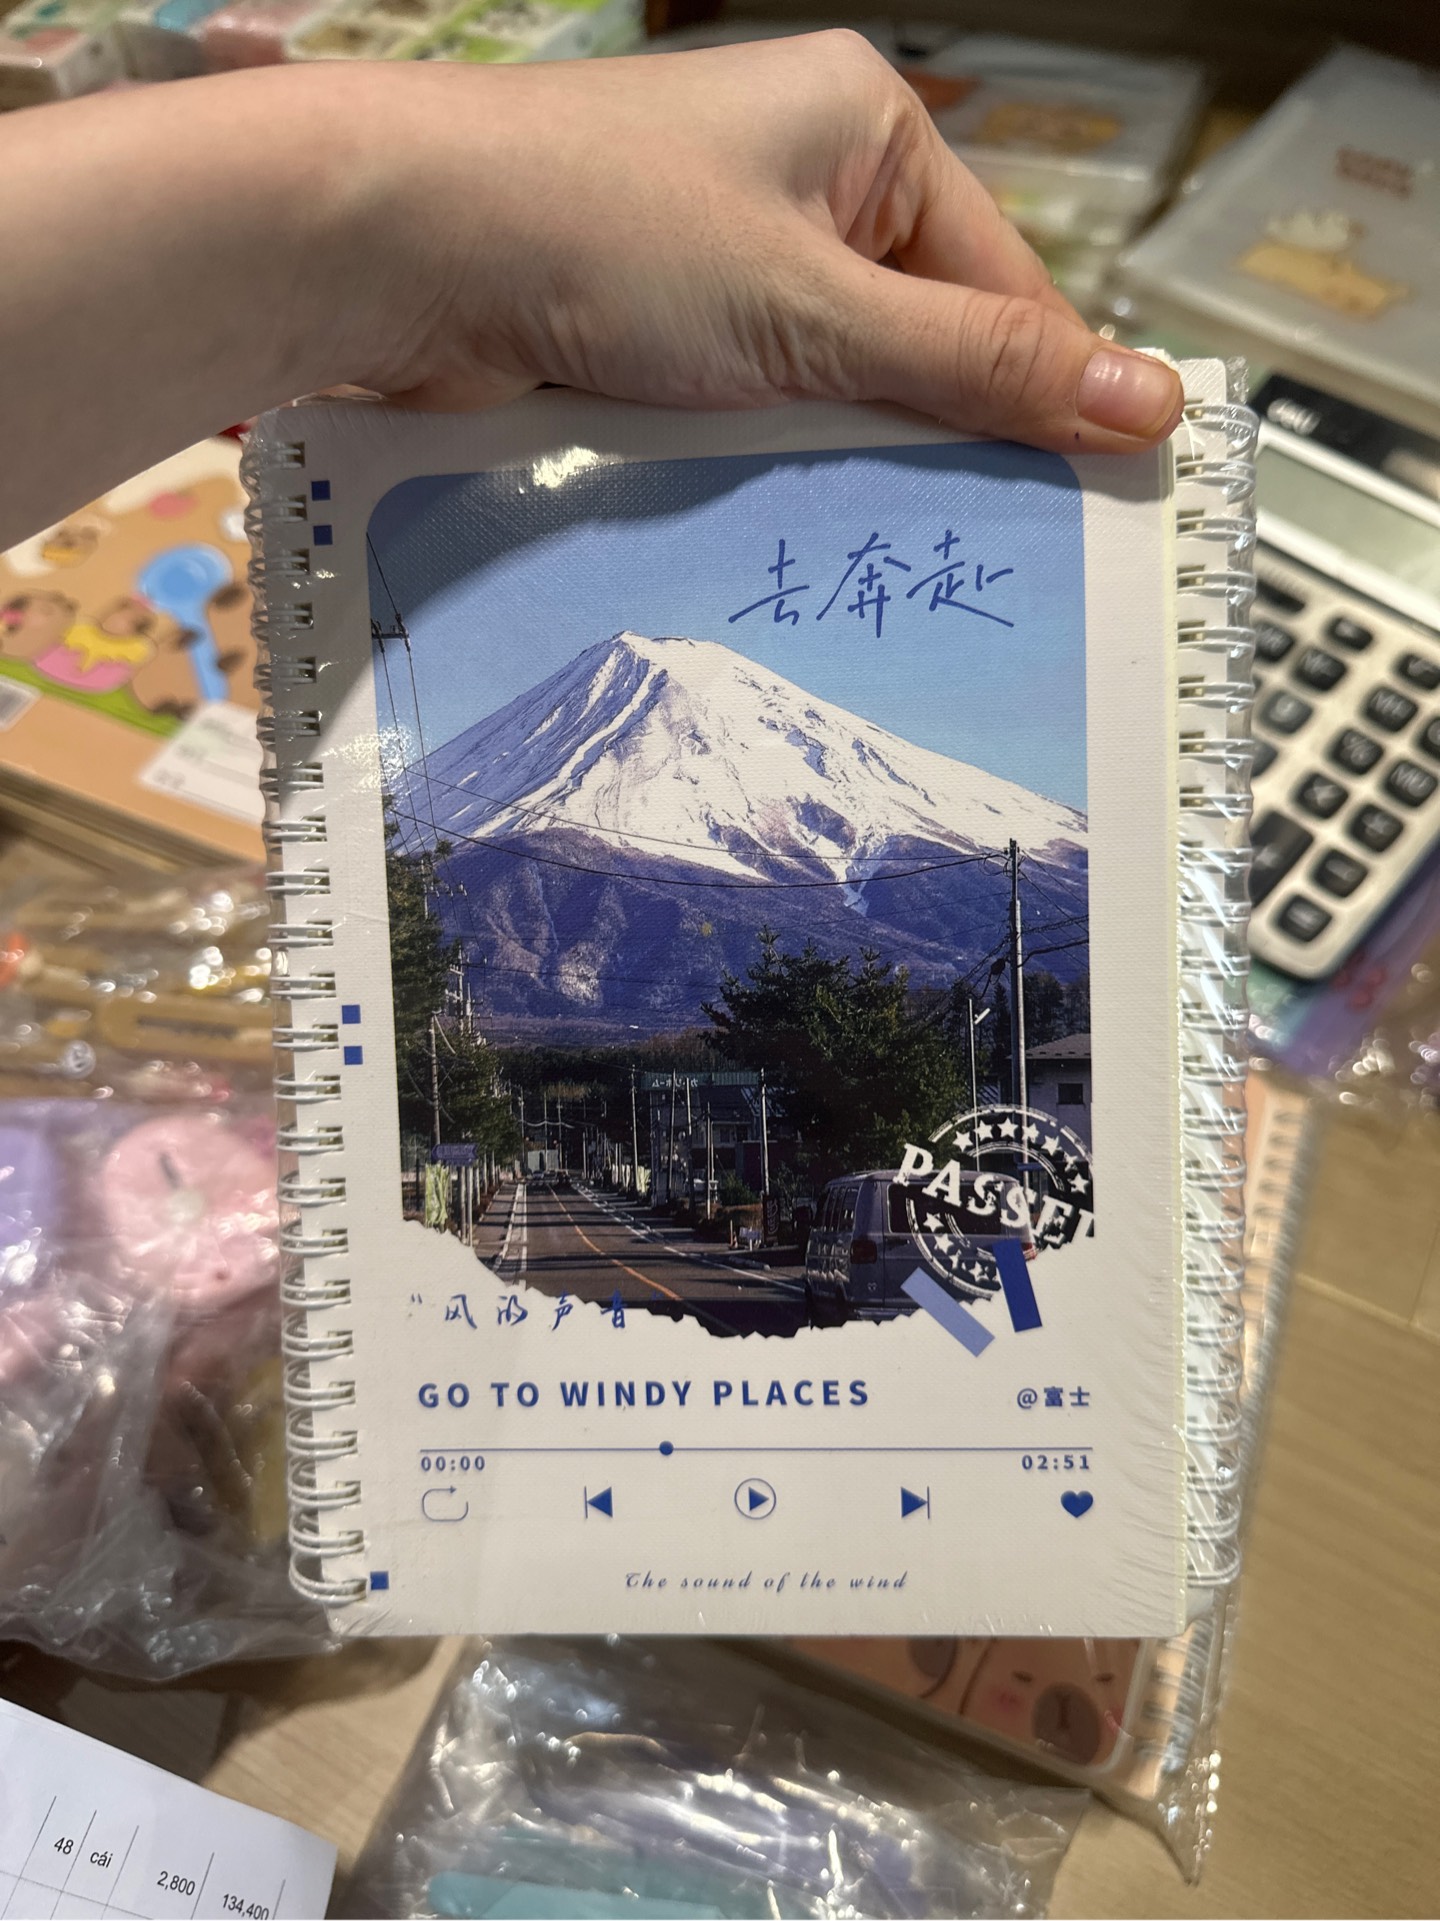 deli
去奔赴
PASSED
“风的声音”
GO TO WINDY PLACES
@富士
00:00
02:51
The sound of the wind
48 cái 2,800 134,400